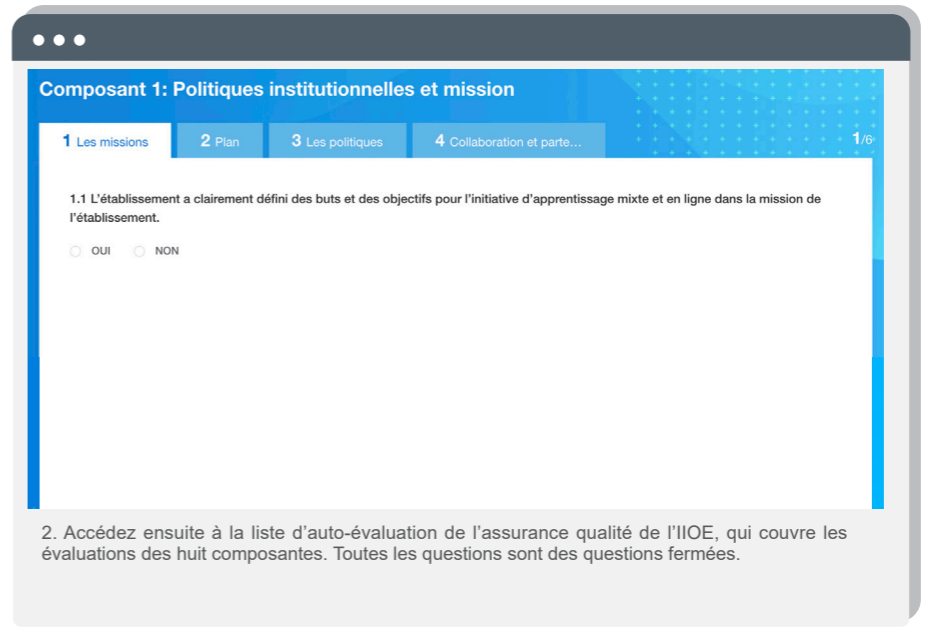 Composant 1: Politiques institutionnelles et mission
1 Les missions
2 Plan
3 Les politiques
4 Collaboration et parte...
1/6
1.1 L'établissement a clairement défini des buts et des objectifs pour l'initiative d'apprentissage mixte et en ligne dans la mission de
l'établissement.
OUI
NON
2. Accédez ensuite à la liste d'auto-évaluation de l'assurance qualité de l'IIOE, qui couvre les
évaluations des huit composantes. Toutes les questions sont des questions fermées.